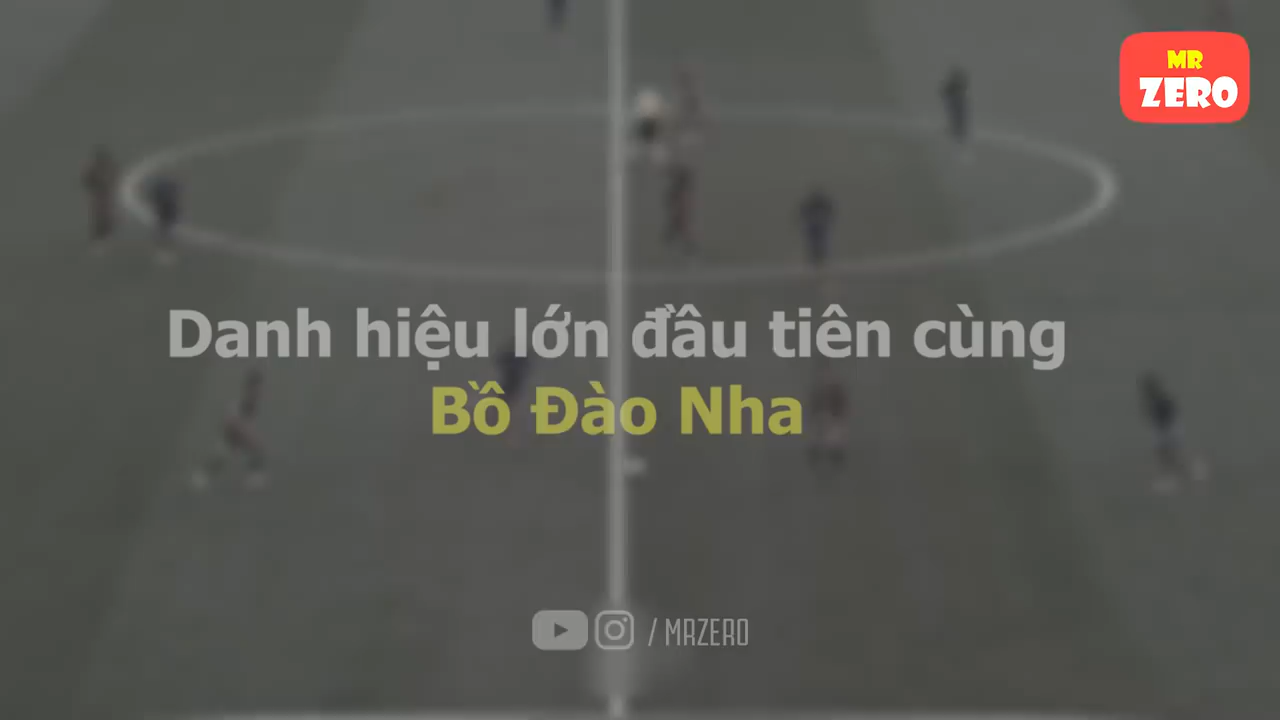 MR
ZERO
Danh hiệu lớn đầu tiên cùng
Bồ Đào Nha
/ MRZERO